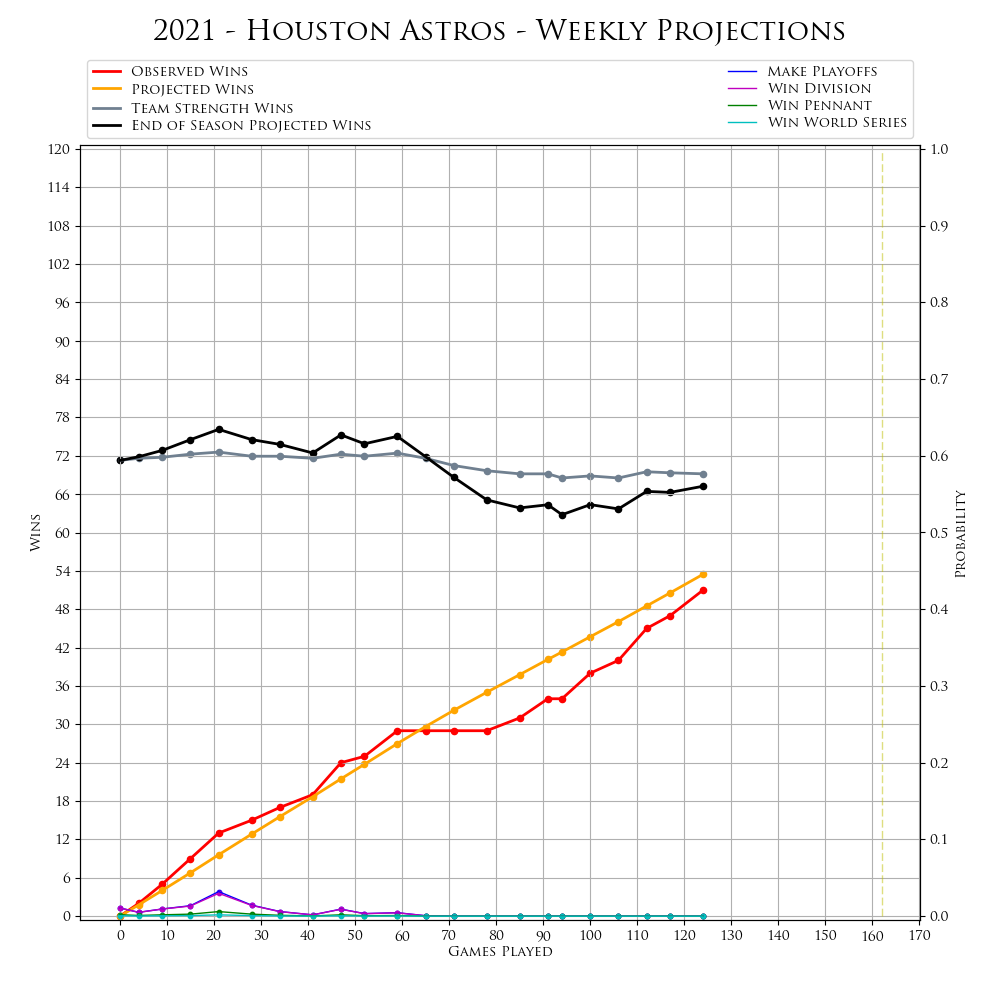 2021 - Houston Astros - Weekly Projections
Observed Wins
Projected Wins
Team Strength Wins
End of Season Projected Wins
Make Playoffs
Win Division
Win Pennant
Win World Series
120
114
108
102
96
90
84
78
72
66
60
54
48
42
36
30
24
18
12
6
0
Wins
1.0
0.9
0.8
0.7
0.6
0.5
0.4
0.3
0.2
0.1
0.0
Probability
0 10 20 30 40 50 60 70 80 90 100 110 120 130 140 150 160 170
Games Played